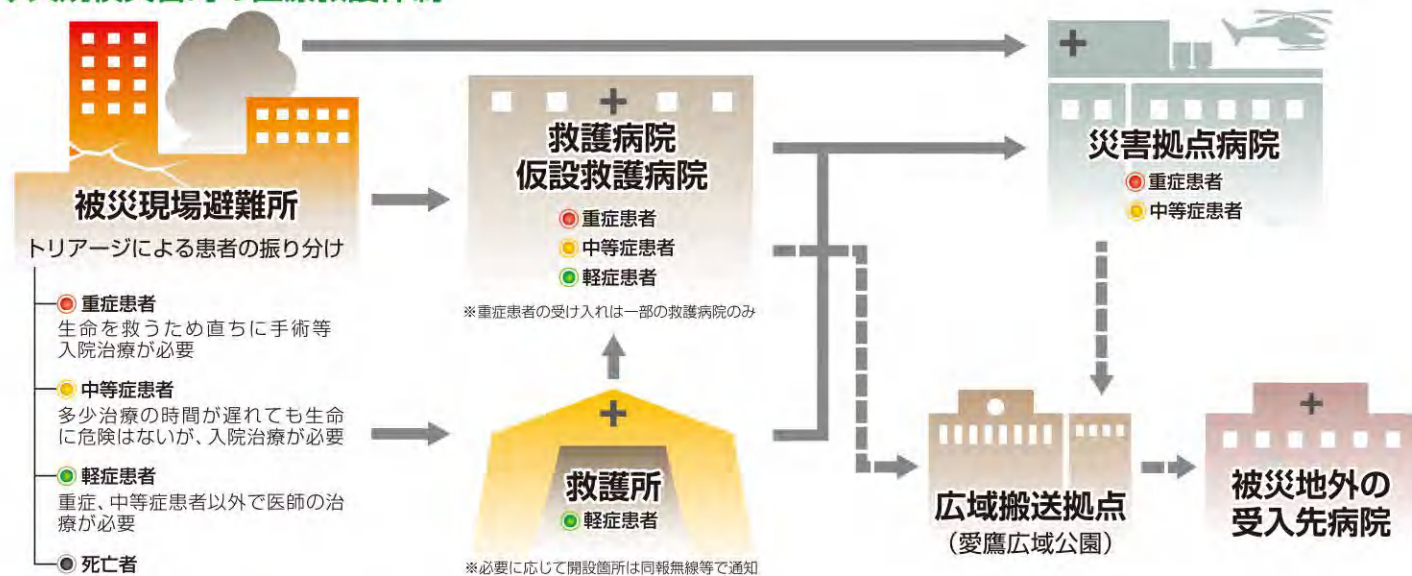 被災現場避難所
トリアージによる患者の振り分け
重症患者
生命を救うため直ちに手術等
入院治療が必要
中等症患者
多少治療の時間が遅れても生命
に危険はないが、入院治療が必要
軽症患者
重症、中等症患者以外で医師の治
療が必要
死亡者
救護病院
仮設救護病院
重症患者
中等症患者
軽症患者
※重症患者の受け入れは一部の救護病院のみ
救護所
軽症患者
※必要に応じて開設箇所は同報無線等で通知
災害拠点病院
重症患者
中等症患者
広域搬送拠点
（愛鷹広域公園）
被災地外の
受入先病院